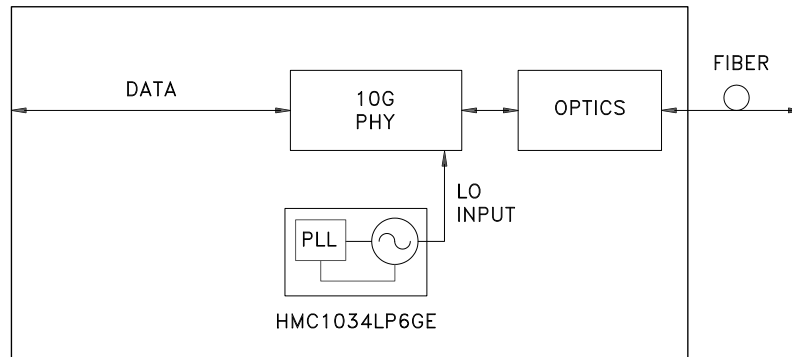 DATA
10G
PHY
OPTICS
FIBER
LO
INPUT
PLL
HMC1034LP6GE